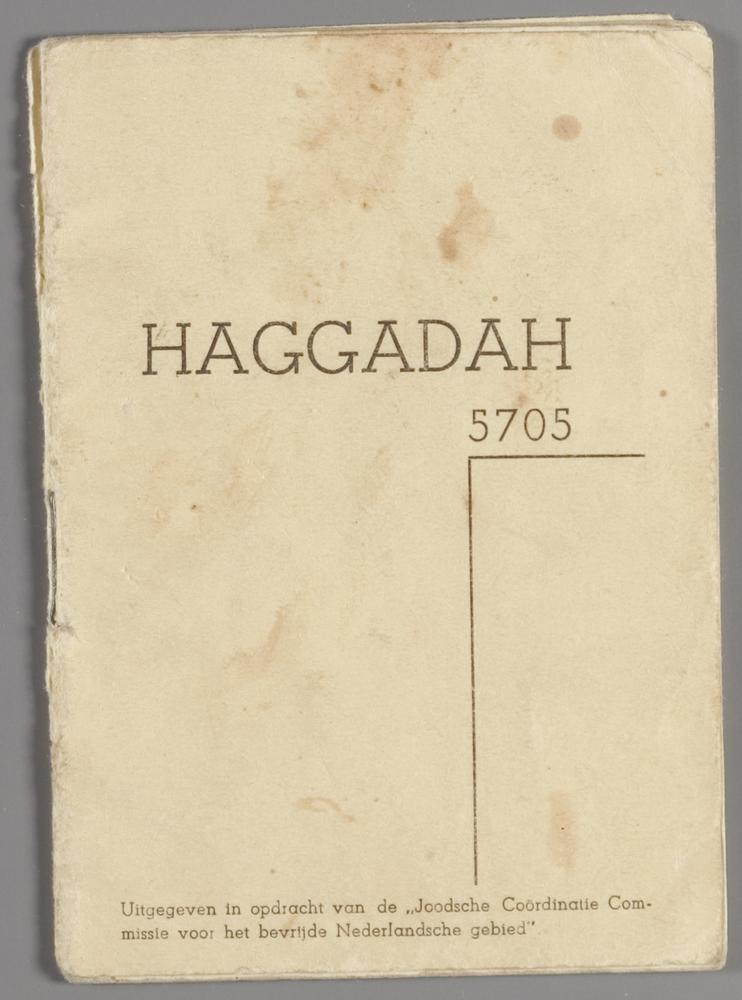 HAGGADAH
5705
Uitgegeven in opdracht van de „Joodsche Coördinatie Com-
missie voor het bevrijde Nederlandsche gebied”